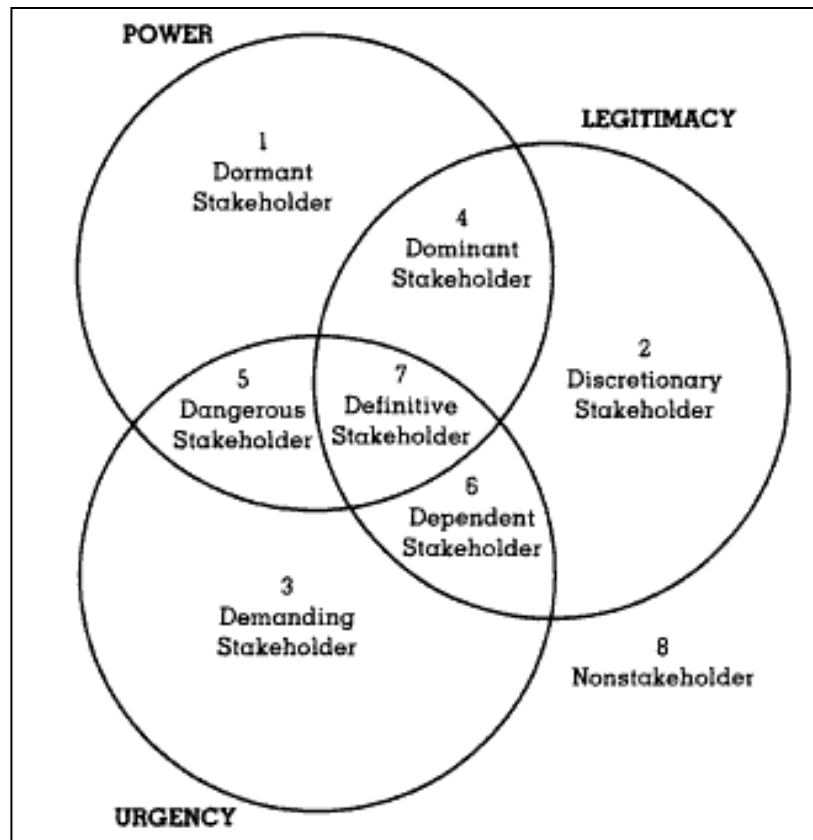 POWER
LEGITIMACY
1
Dormant
Stakeholder
4
Dominant
Stakeholder
2
Discretionary
Stakeholder
5
Dangerous
Stakeholder
7
Definitive
Stakeholder
6
Dependent
Stakeholder
3
Demanding
Stakeholder
8
Nonstakeholder
URGENCY